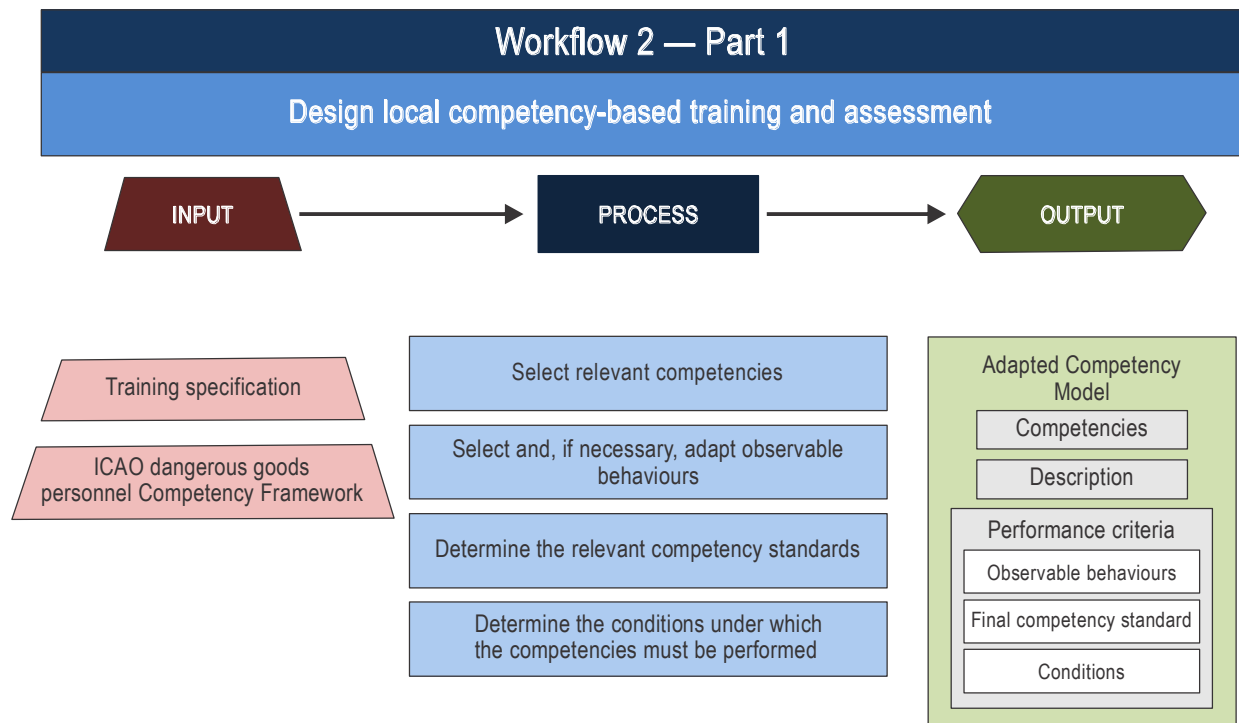 Workflow 2 — Part 1
Design local competency-based training and assessment
INPUT
PROCESS
OUTPUT
Training specification
ICAO dangerous goods
personnel Competency Framework
Select relevant competencies
Select and, if necessary, adapt observable
behaviours
Determine the relevant competency standards
Determine the conditions under which
the competencies must be performed
Adapted Competency
Model
Competencies
Description
Performance criteria
Observable behaviours
Final competency standard
Conditions